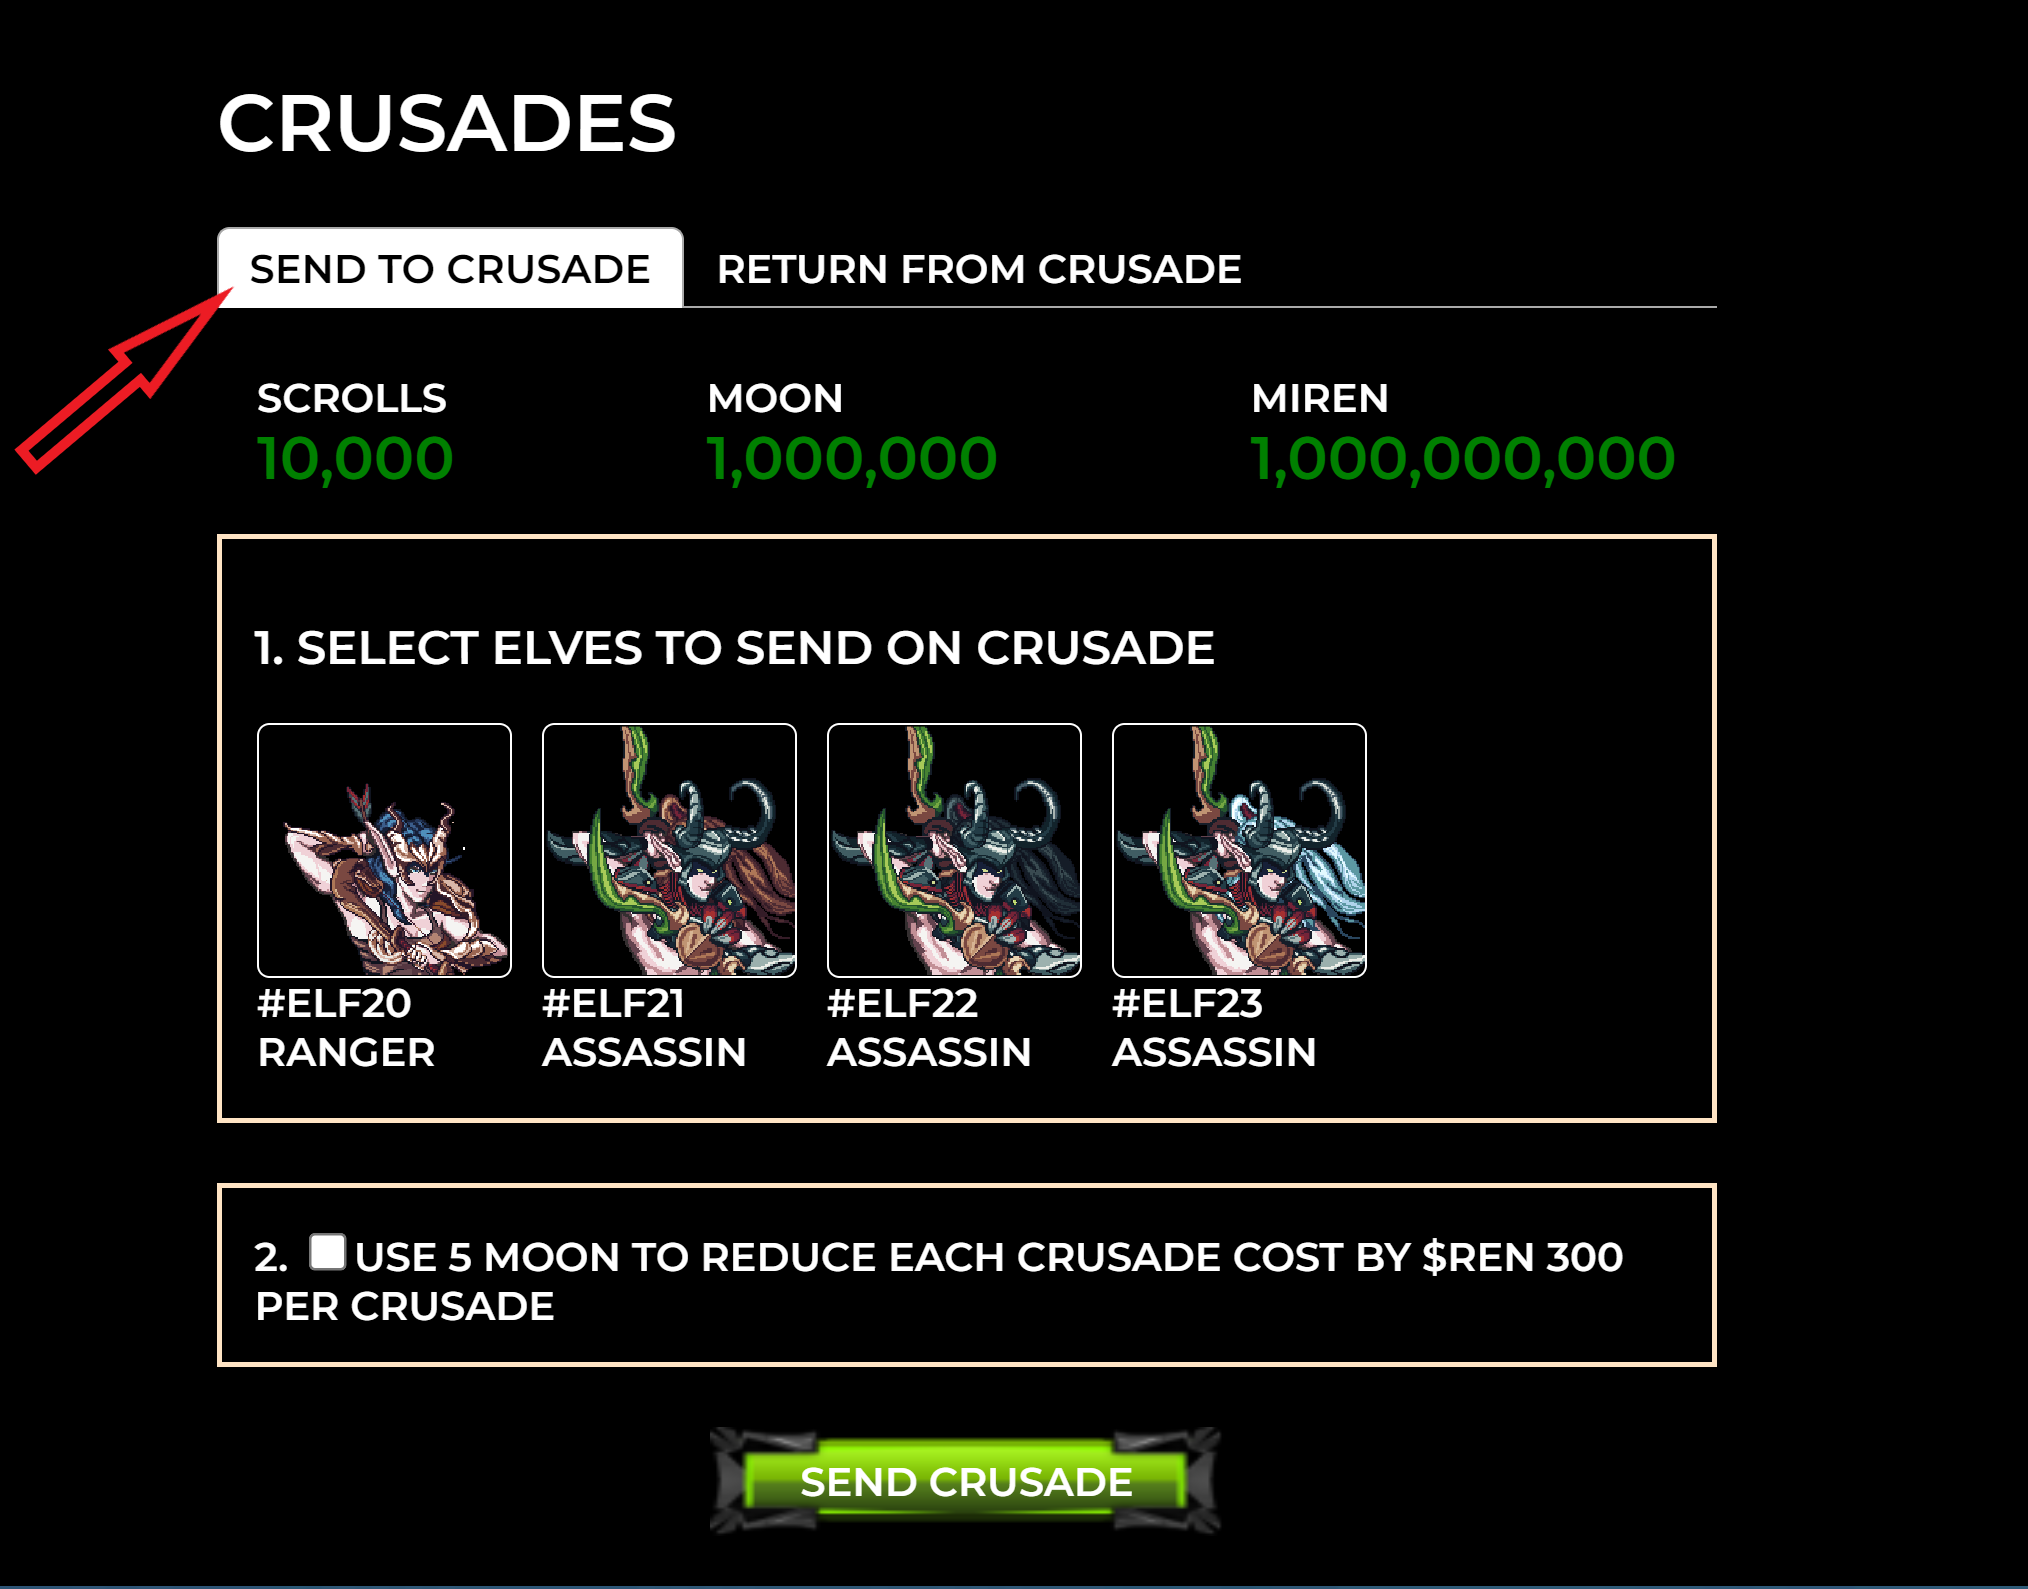 CRUSADES
SEND TO CRUSADE
RETURN FROM CRUSADE
SCROLLS
10,000
MOON
1,000,000
MIREN
1,000,000,000
1. SELECT ELVES TO SEND ON CRUSADE
#ELF20
RANGER
#ELF21
ASSASSIN
#ELF22
ASSASSIN
#ELF23
ASSASSIN
2. USE 5 MOON TO REDUCE EACH CRUSADE COST BY $REN 300
PER CRUSADE
SEND CRUSADE